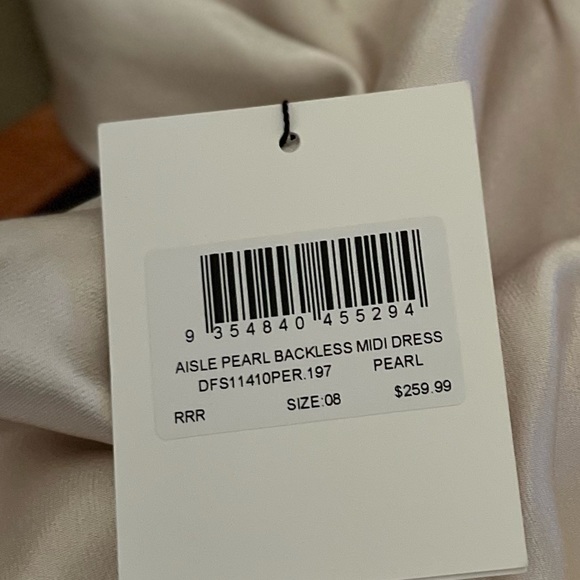 9 354840 455294
AISLE PEARL BACKLESS MIDI DRESS
DFS11410PER.197 PEARL
RRR SIZE:08 $259.99